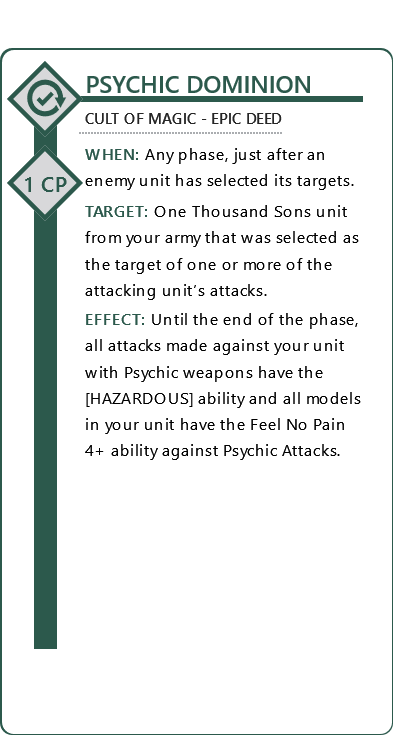 PSYCHIC DOMINION
CULT OF MAGIC - EPIC DEED
1 CP
WHEN: Any phase, just after an
enemy unit has selected its targets.
TARGET: One Thousand Sons unit
from your army that was selected as
the target of one or more of the
attacking unit's attacks.
EFFECT: Until the end of the phase,
all attacks made against your unit
with Psychic weapons have the
[HAZARDOUS] ability and all models
in your unit have the Feel No Pain
4+ ability against Psychic Attacks.